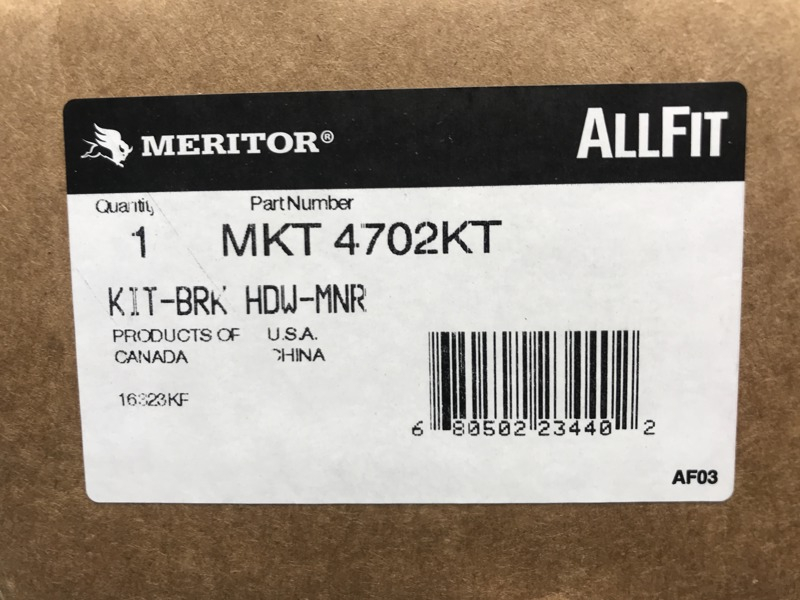 MERITOR®
ALLFIT
Quantity
Part Number
1
MKT 4702KT
KIT-BRK HDW-MNR
PRODUCTS OF U.S.A.
CANADA CHINA
6 80502 23440 2
AF03